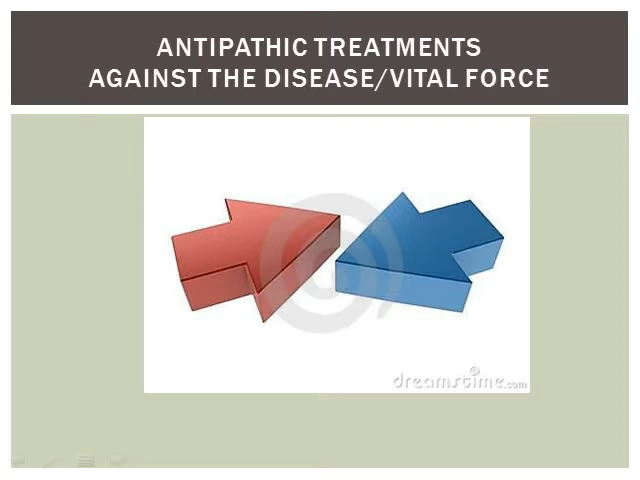 ANTIPATHIC TREATMENTS
AGAINST THE DISEASE/VITAL FORCE
dreamstime.com